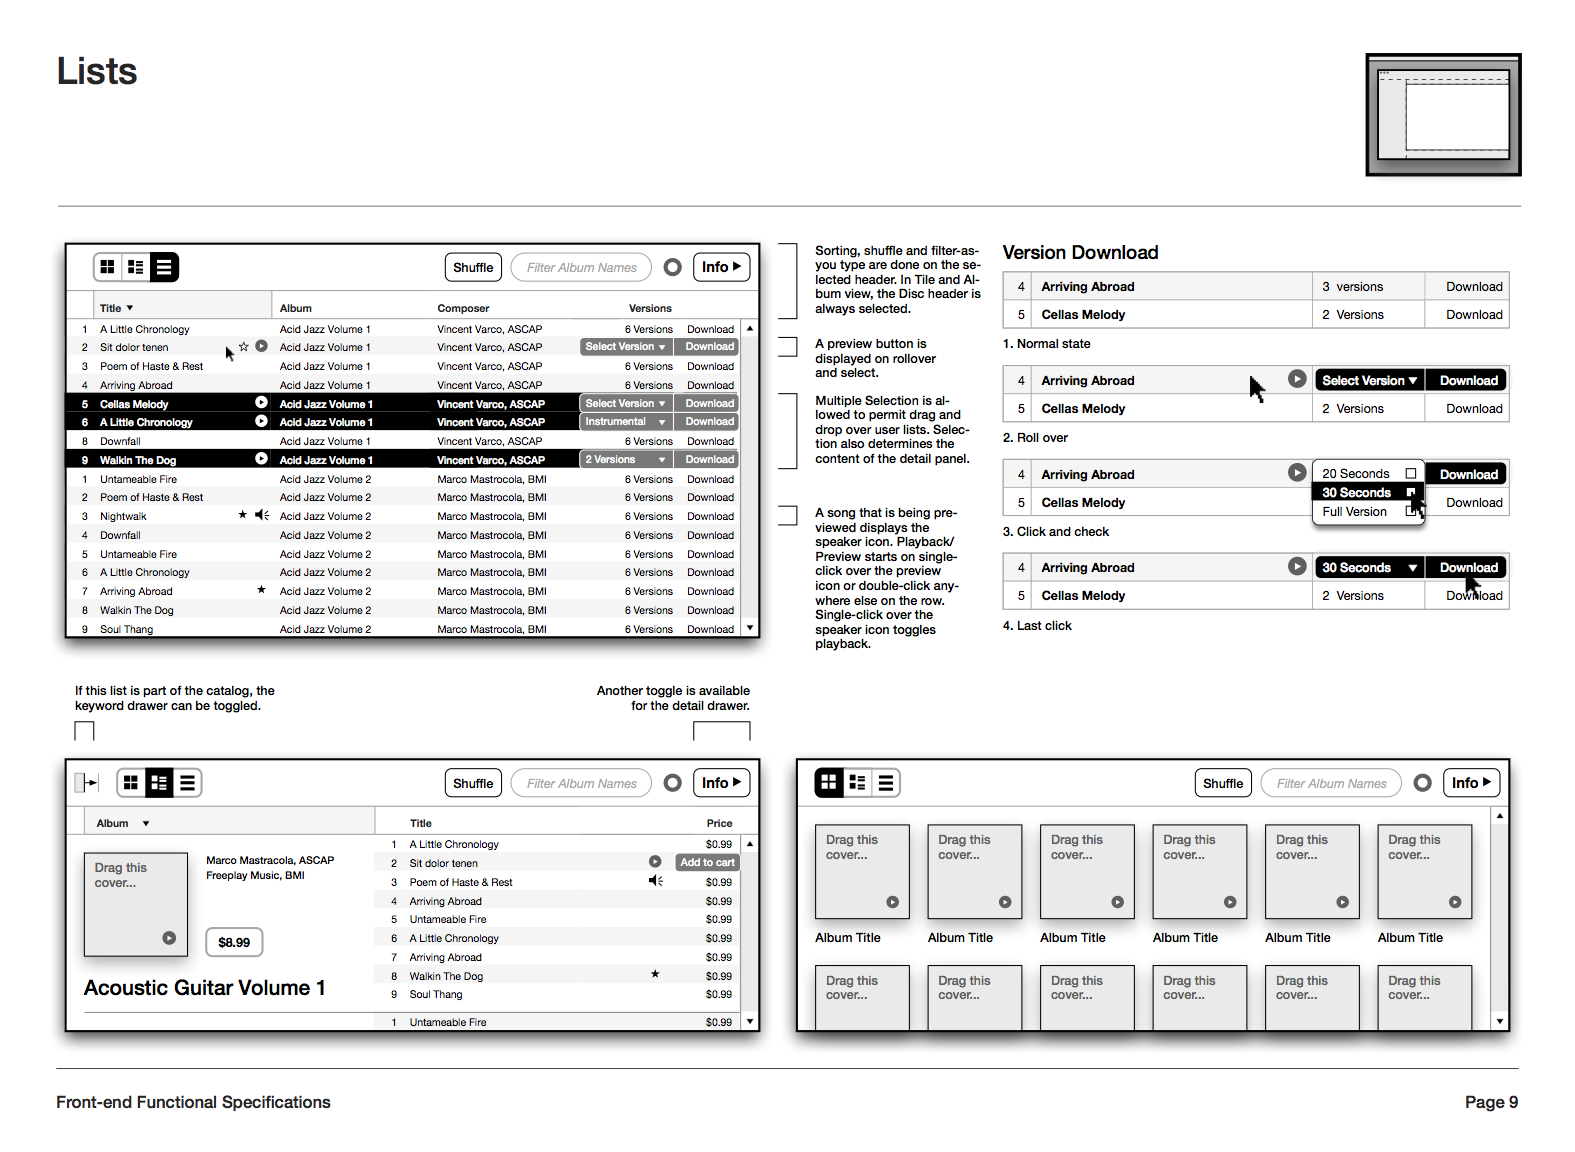 Lists
Shuffle
Filter Album Names
Info
Title Album Composer Versions
1 A Little Chronology Acid Jazz Volume 1 Vincent Varco, ASCAP 6 Versions Download
2 Sit dolor tenen Acid Jazz Volume 1 Vincent Varco, ASCAP Select Version Download
3 Poem of Haste & Rest Acid Jazz Volume 1 Vincent Varco, ASCAP 6 Versions Download
4 Arriving Abroad Acid Jazz Volume 1 Vincent Varco, ASCAP 6 Versions Download
5 Cellas Melody Acid Jazz Volume 1 Vincent Varco, ASCAP Select Version Download
6 A Little Chronology Acid Jazz Volume 1 Vincent Varco, ASCAP Instrumental Download
8 Downfall Acid Jazz Volume 1 Vincent Varco, ASCAP 6 Versions Download
9 Walkin The Dog Acid Jazz Volume 1 Vincent Varco, ASCAP 2 Versions Download
1 Untameable Fire Acid Jazz Volume 2 Marco Mastrocola, BMI 6 Versions Download
2 Poem of Haste & Rest Acid Jazz Volume 2 Marco Mastrocola, BMI 6 Versions Download
3 Nightwalk Acid Jazz Volume 2 Marco Mastrocola, BMI 6 Versions Download
4 Downfall Acid Jazz Volume 2 Marco Mastrocola, BMI 6 Versions Download
5 Untameable Fire Acid Jazz Volume 2 Marco Mastrocola, BMI 6 Versions Download
6 A Little Chronology Acid Jazz Volume 2 Marco Mastrocola, BMI 6 Versions Download
7 Arriving Abroad Acid Jazz Volume 2 Marco Mastrocola, BMI 6 Versions Download
8 Walkin The Dog Acid Jazz Volume 2 Marco Mastrocola, BMI 6 Versions Download
9 Soul Thang Acid Jazz Volume 2 Marco Mastrocola, BMI 6 Versions Download
Sorting, shuffle and filter-as-
you type are done on the se-
lected header. In Tile and Al-
bum view, the Disc header is
always selected.
A preview button is
displayed on rollover
and select.
Multiple Selection is al-
lowed to permit drag and
drop over user lists. Selec-
tion also determines the
content of the detail panel.
A song that is being pre-
viewed displays the
speaker icon. Playback/
Preview starts on single-
click over the preview
icon or double-click any-
where else on the row.
Single-click over the
speaker icon toggles
playback.
Version Download
4 Arriving Abroad 3 versions Download
5 Cellas Melody 2 Versions Download
1. Normal state
4 Arriving Abroad Select Version Download
5 Cellas Melody 2 Versions
2. Roll over
4 Arriving Abroad 20 Seconds Download
30 Seconds
5 Cellas Melody Full Version Download
3. Click and check
4 Arriving Abroad 30 Seconds Download
5 Cellas Melody 2 Versions Download
4. Last click
If this list is part of the catalog, the
keyword drawer can be toggled.
Another toggle is available
for the detail drawer.
Shuffle
Filter Album Names
Info
Album Title Price
Drag this
cover...
Marco Mastracola, ASCAP
Freeplay Music, BMI
$8.99
Acoustic Guitar Volume 1
1 A Little Chronology $0.99
2 Sit dolor tenen Add to cart
3 Poem of Haste & Rest $0.99
4 Arriving Abroad $0.99
5 Untameable Fire $0.99
6 A Little Chronology $0.99
7 Arriving Abroad $0.99
8 Walkin The Dog $0.99
9 Soul Thang $0.99
1 Untameable Fire $0.99
Shuffle
Filter Album Names
Info
Drag this Drag this Drag this Drag this Drag this Drag this
cover... cover... cover... cover... cover... cover...
Album Title Album Title Album Title Album Title Album Title Album Title
Drag this Drag this Drag this Drag this Drag this Drag this
cover... cover... cover... cover... cover... cover...
Front-end Functional Specifications
Page 9